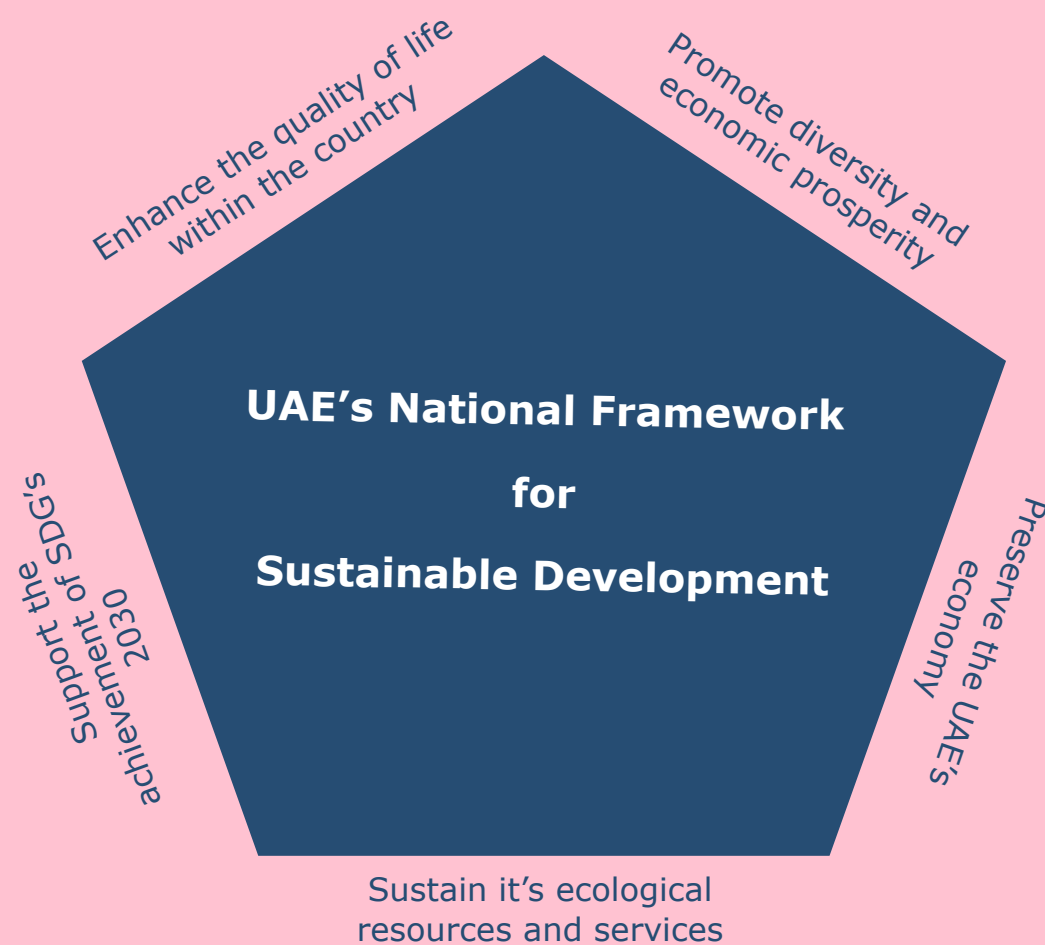 Enhance the quality of life
within the country
Promote diversity and
economic prosperity
UAE’s National Framework
for
Sustainable Development
Support the
achievement of SDG’s
2030
Preserve the UAE’s
economy
Sustain it’s ecological
resources and services